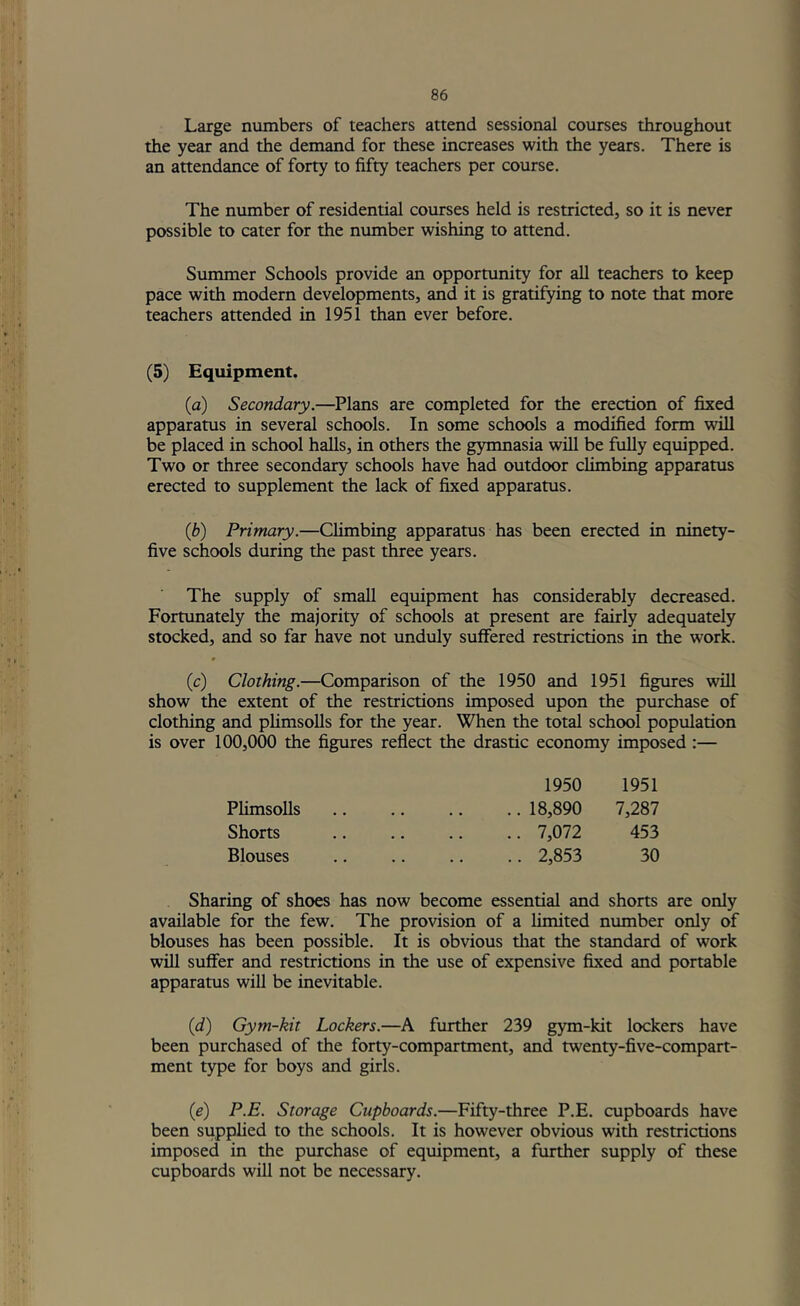 86
Large numbers of teachers attend sessional courses throughout
the year and the demand for these increases with the years. There is
an attendance of forty to fifty teachers per course.
The number of residential courses held is restricted, so it is never
possible to cater for the number wishing to attend.
Summer Schools provide an opportunity for all teachers to keep
pace with modern developments, and it is gratifying to note that more
teachers attended in 1951 than ever before.
(5) Equipment.
(a) Secondary.—Plans are completed for the erection of fixed
apparatus in several schools. In some schools a modified form will
be placed in school halls, in others the gymnasia will be fully equipped.
Two or three secondary schools have had outdoor climbing apparatus
erected to supplement the lack of fixed apparatus.
(b) Primary.—Climbing apparatus has been erected in ninety-
five schools during the past three years.
The supply of small equipment has considerably decreased.
Fortunately the majority of schools at present are fairly adequately
stocked, and so far have not unduly suffered restrictions in the work.
(c) Clothing.—Comparison of the 1950 and 1951 figures will
show the extent of the restrictions imposed upon the purchase of
clothing and plimsolls for the year. When the total school population
is over 100,000 the figures reflect the drastic economy imposed :—
1950 1951
Plimsolls .. .. .. .. 18,890 7,287
Shorts .. .. .. .. 7,072 453
Blouses .. .. .. .. 2,853 30
Sharing of shoes has now become essential and shorts are only
available for the few. The provision of a limited number only of
blouses has been possible. It is obvious that the standard of work
will suffer and restrictions in the use of expensive fixed and portable
apparatus will be inevitable.
(d) Gym-kit Lockers.—A further 239 gym-kit lockers have
been purchased of the forty-compartment, and twenty-five-compart-
ment type for boys and girls.
(e) P.E. Storage Cupboards.—Fifty-three P.E. cupboards have
been supplied to the schools. It is however obvious with restrictions
imposed in the purchase of equipment, a further supply of these
cupboards will not be necessary.